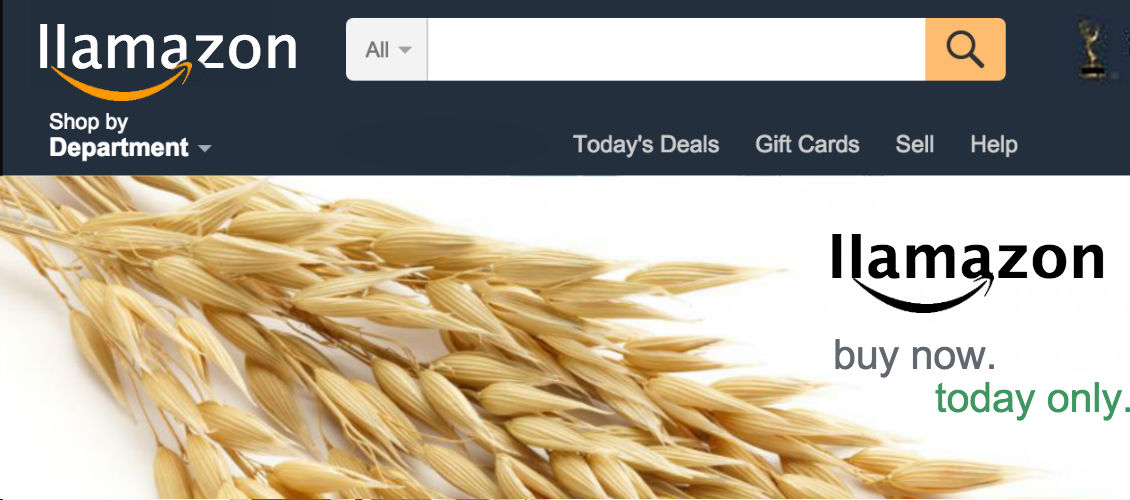 llamazon
All
Shop by
Department
Today's Deals Gift Cards Sell Help
llamazon
buy now.
today only.